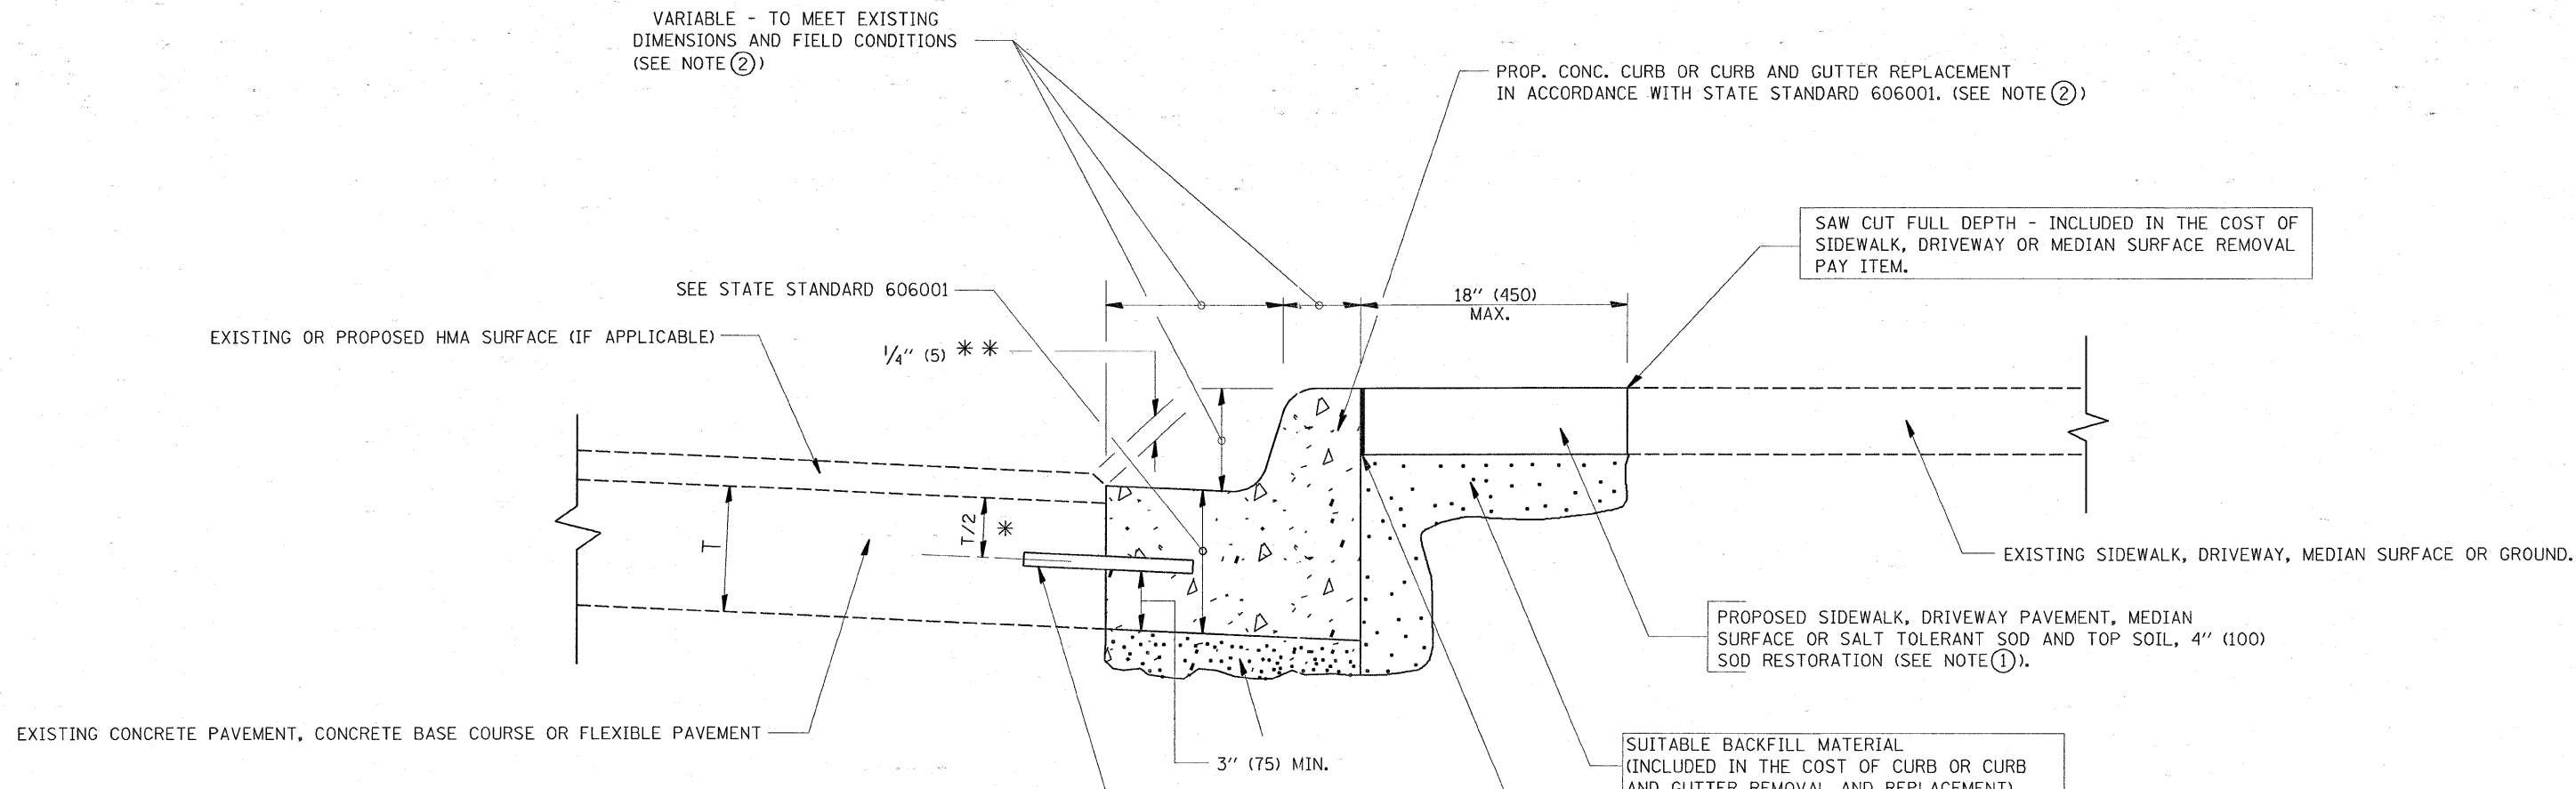 VARIABLE - TO MEET EXISTING
DIMENSIONS AND FIELD CONDITIONS
(SEE NOTE ②)
PROP. CONC. CURB OR CURB AND GUTTER REPLACEMENT
IN ACCORDANCE WITH STATE STANDARD 606001. (SEE NOTE ②)
SAW CUT FULL DEPTH - INCLUDED IN THE COST OF
SIDEWALK, DRIVEWAY OR MEDIAN SURFACE REMOVAL
PAY ITEM.
SEE STATE STANDARD 606001
18" (450)
MAX.
EXISTING OR PROPOSED HMA SURFACE (IF APPLICABLE)
1/4" (5) * *
T
T/2 *
EXISTING SIDEWALK, DRIVEWAY, MEDIAN SURFACE OR GROUND.
PROPOSED SIDEWALK, DRIVEWAY PAVEMENT, MEDIAN
SURFACE OR SALT TOLERANT SOD AND TOP SOIL, 4" (100)
SOD RESTORATION (SEE NOTE ①).
EXISTING CONCRETE PAVEMENT, CONCRETE BASE COURSE OR FLEXIBLE PAVEMENT
3" (75) MIN.
SUITABLE BACKFILL MATERIAL
(INCLUDED IN THE COST OF CURB OR CURB
AND GUTTER REMOVAL AND REPLACEMENT)